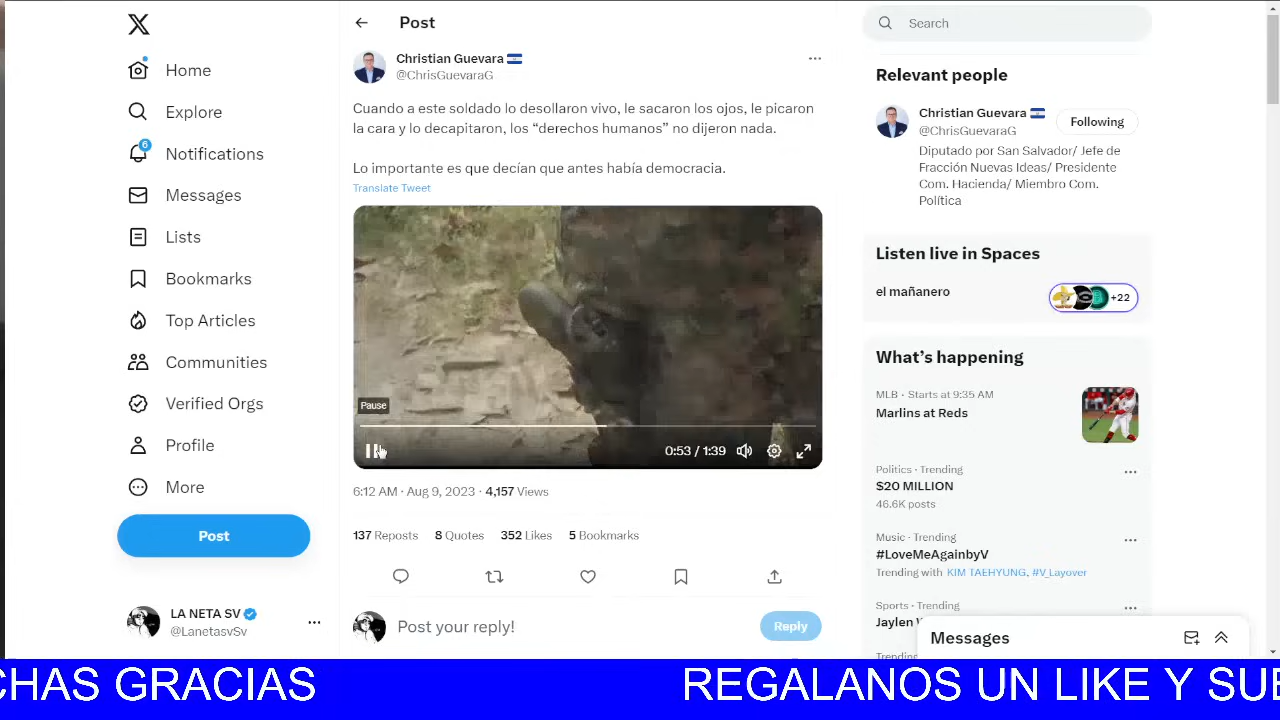 Home
Explore
6
Notifications
Messages
Lists
Bookmarks
Top Articles
Communities
Verified Orgs
Profile
More
Post
LA NETA SV
@LanetasvSv
Post
Christian Guevara
@ChrisGuevaraG
Cuando a este soldado lo desollaron vivo, le sacaron los ojos, le picaron
la cara y lo decapitaron, los “derechos humanos” no dijeron nada.
Lo importante es que decían que antes había democracia.
Translate Tweet
Pause
0:53 / 1:39
6:12 AM · Aug 9, 2023 · 4,157 Views
137 Reposts 8 Quotes 352 Likes 5 Bookmarks
Post your reply!
Reply
Search
Relevant people
Christian Guevara
@ChrisGuevaraG
Following
Diputado por San Salvador/ Jefe de
Fracción Nuevas Ideas/ Presidente
Com. Hacienda/ Miembro Com.
Política
Listen live in Spaces
el mañanero
+22
What’s happening
MLB · Starts at 9:35 AM
Marlins at Reds
Politics · Trending
$20 MILLION
46.6K posts
Music · Trending
#LoveMeAgainbyV
Trending with KIM TAEHYUNG, #V_Layover
Sports · Trending
Jaylen
Messages
CHAS GRACIAS REGALANOS UN LIKE Y SUB